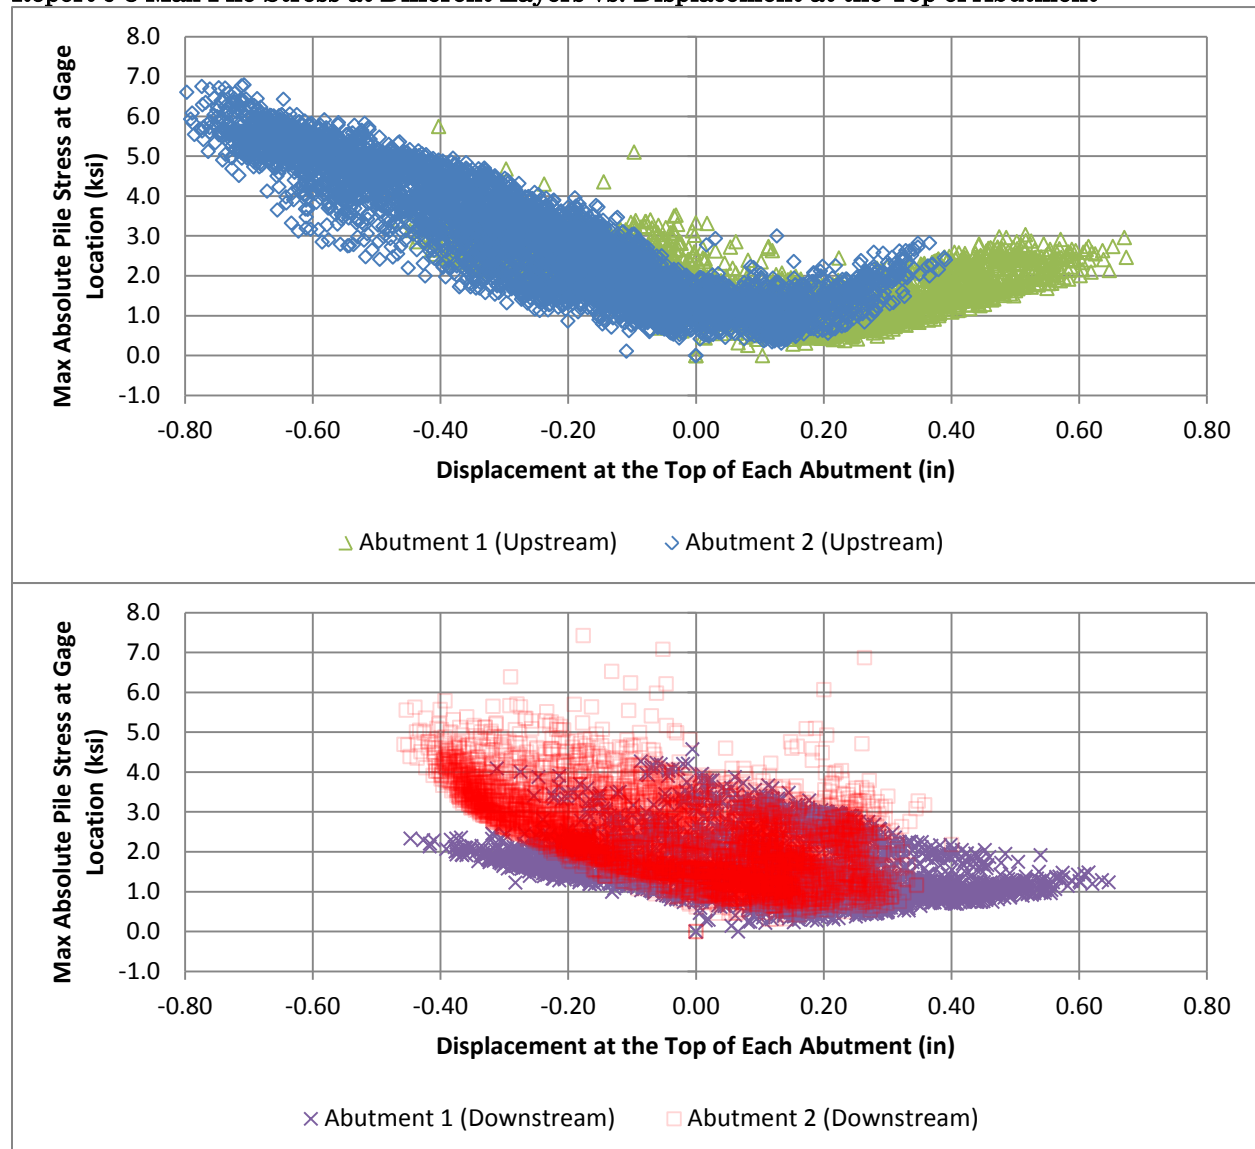 Max Absolute Pile Stress at Gage
Location (ksi)
8.0
7.0
6.0
5.0
4.0
3.0
2.0
1.0
0.0
-1.0
-0.80 -0.60 -0.40 -0.20 0.00 0.20 0.40 0.60 0.80
Displacement at the Top of Each Abutment (in)
Abutment 1 (Upstream) Abutment 2 (Upstream)
Max Absolute Pile Stress at Gage
Location (ksi)
8.0
7.0
6.0
5.0
4.0
3.0
2.0
1.0
0.0
-1.0
-0.80 -0.60 -0.40 -0.20 0.00 0.20 0.40 0.60 0.80
Displacement at the Top of Each Abutment (in)
Abutment 1 (Downstream) Abutment 2 (Downstream)